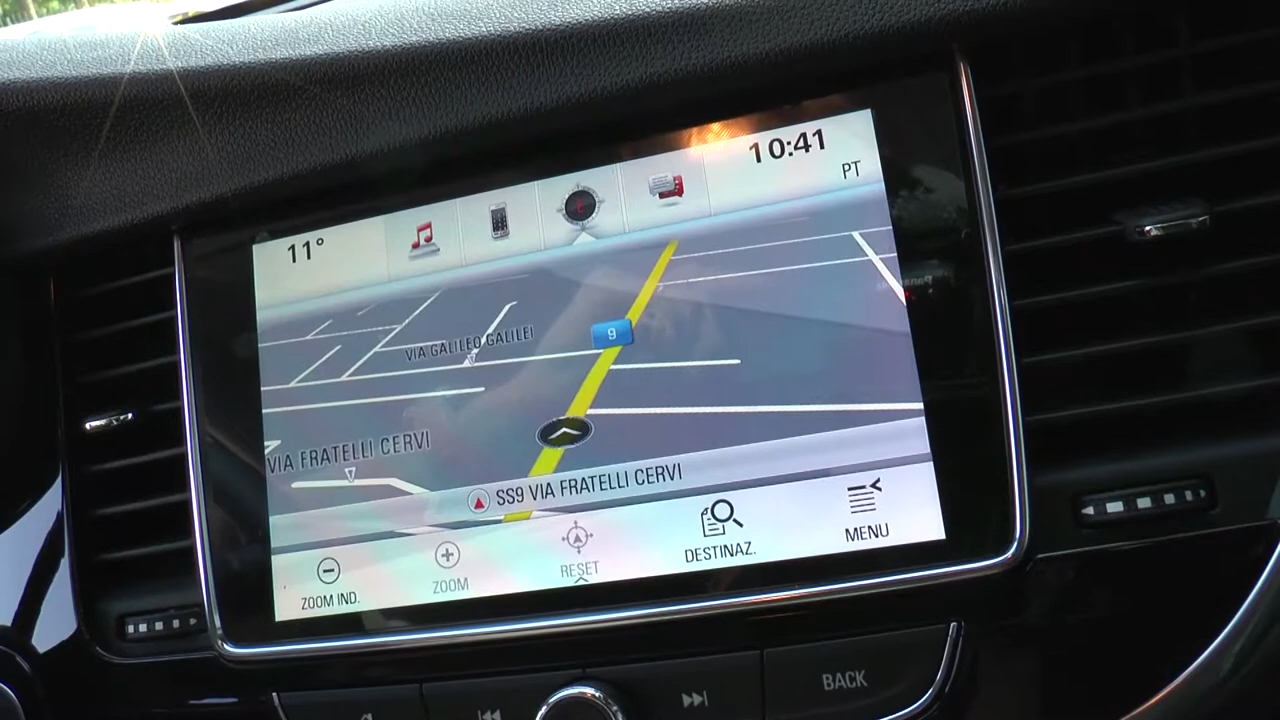 10:41
11°
PT
9
VIA GALILEO GALILEI
VIA FRATELLI CERVI
SS9 VIA FRATELLI CERVI
ZOOM IND.
ZOOM
RESET
DESTINAZ.
MENU
BACK